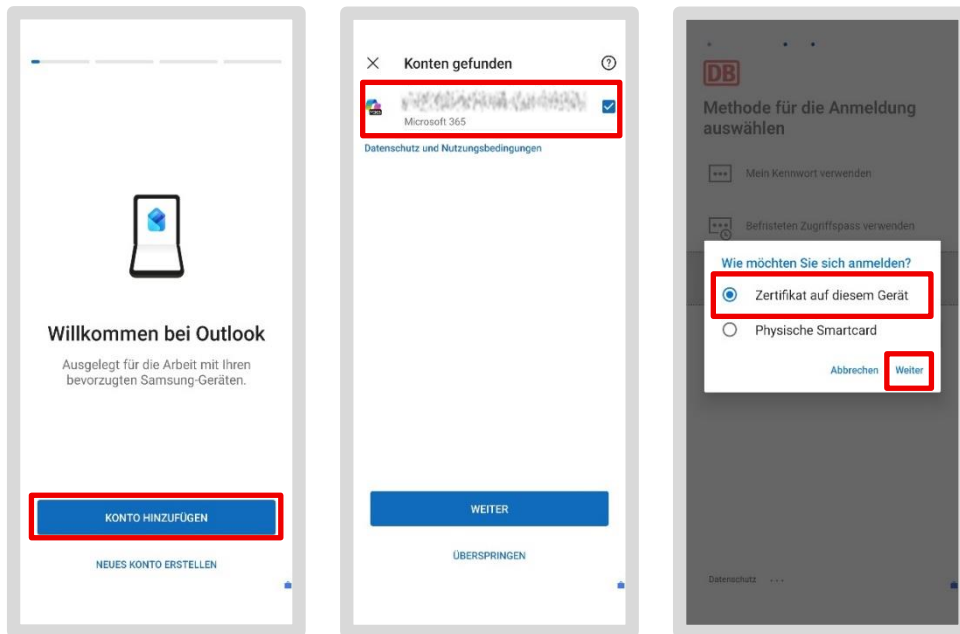 Willkommen bei Outlook
Ausgelegt für die Arbeit mit Ihren
bevorzugten Samsung-Geräten.
KONTO HINZUFÜGEN
NEUES KONTO ERSTELLEN
Konten gefunden
Microsoft 365
Datenschutz und Nutzungsbedingungen
WEITER
ÜBERSPRINGEN
DB
Methode für die Anmeldung
auswählen
Mein Kennwort verwenden
Befristeten Zugriffspass verwenden
Wie möchten Sie sich anmelden?
Zertifikat auf diesem Gerät
Physische Smartcard
Abbrechen Weiter
Datenschutz ...